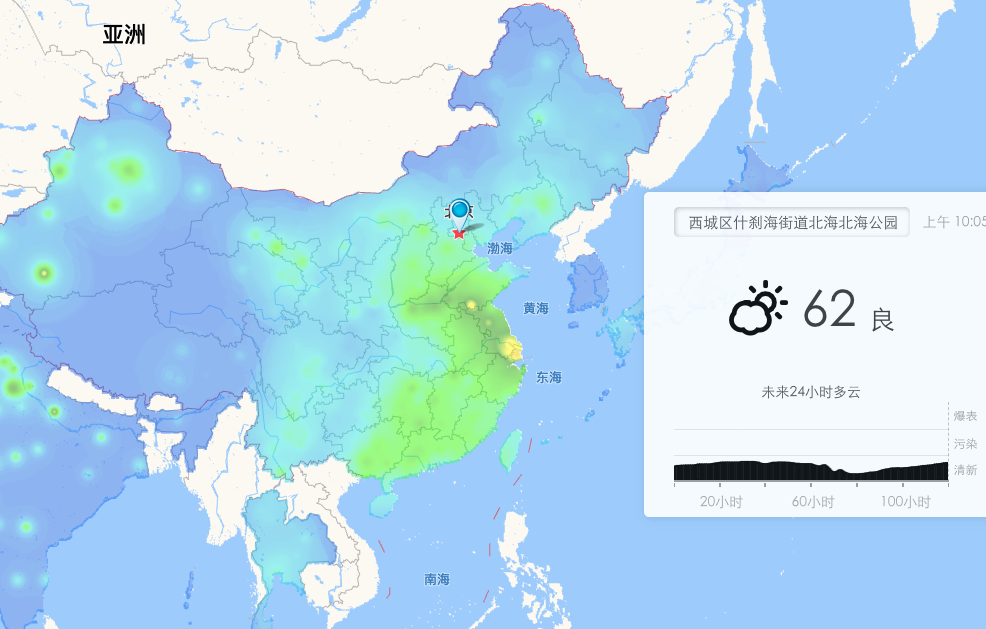 亚洲
北京
渤海
黄海
东海
南海
西城区什刹海街道北海北海公园
上午 10:05
62 良
未来24小时多云
爆表
污染
清新
20小时 60小时 100小时